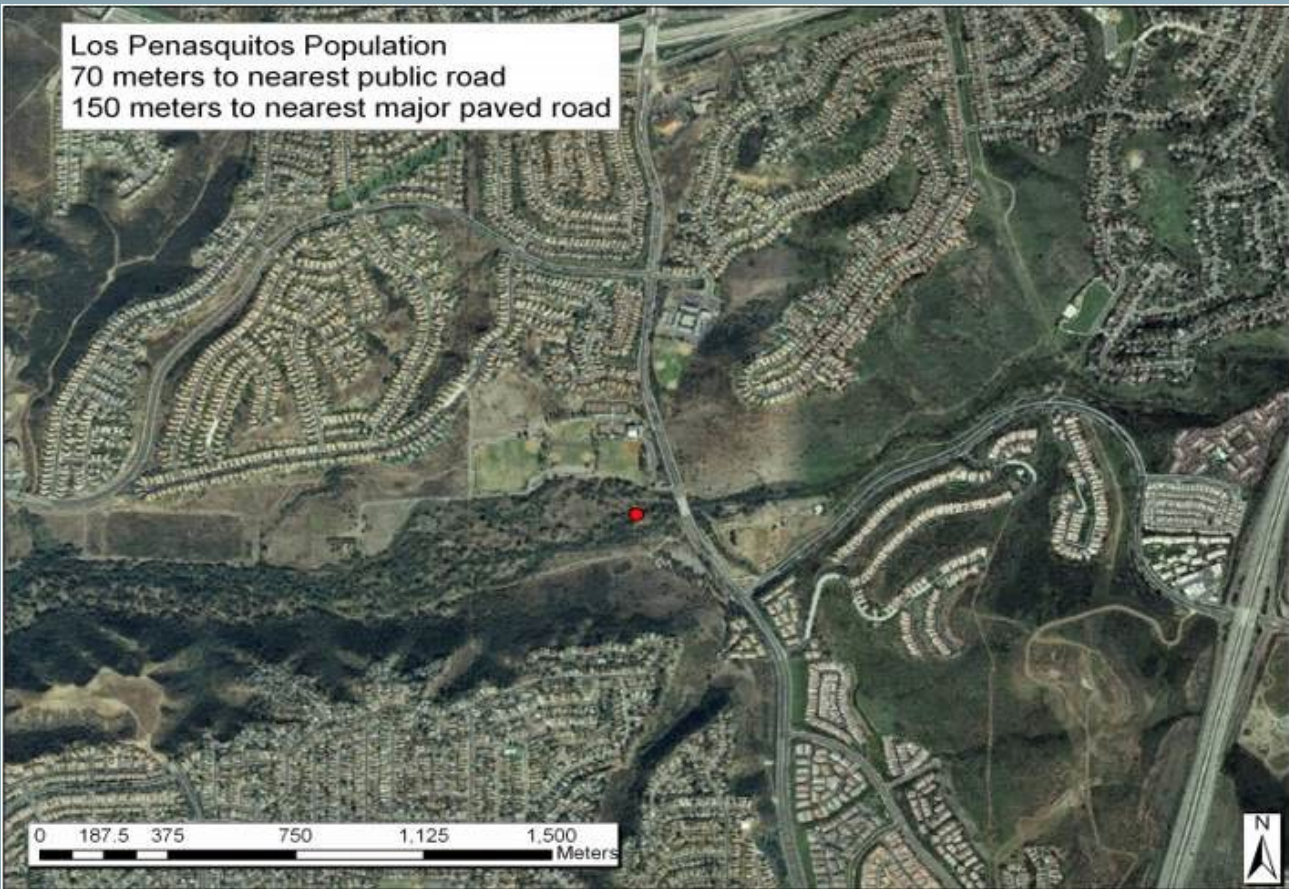 Los Penasquitos Population
70 meters to nearest public road
150 meters to nearest major paved road
0 187.5 375 750 1,125 1,500
Meters
N